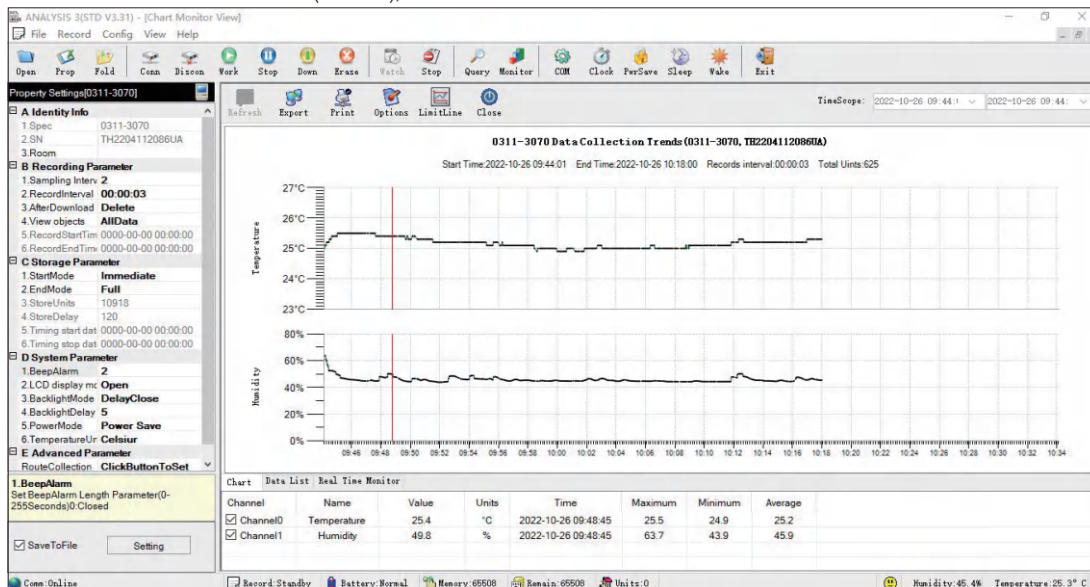 ANALYSIS 3(STD V3.31) - [Chart Monitor View]
File Record Config View Help
Open Prop Fold Conn Discon Work Stop Down Erase Watch Stop Query Monitor COM Clock PwrSave Sleep Wake Exit
Property Settings[0311-3070]
A Identity Info
1.Spec 0311-3070
2.SN TH2204112086UA
3.Room
B Recording Parameter
1.Sampling Interv 2
2.RecordInterval 00:00:03
3.AfterDownload Delete
4.View objects AllData
5.RecordStartTim 0000-00-00 00:00:00
6.RecordEndTim 0000-00-00 00:00:00
C Storage Parameter
1.StartMode Immediate
2.EndMode Full
3.StoreUnits 10918
4.StoreDelay 120
5.Timing start dat 0000-00-00 00:00:00
6.Timing stop dat 0000-00-00 00:00:00
D System Parameter
1.BeepAlarm 2
2.LCD display mc Open
3.BacklightMode DelayClose
4.BacklightDelay 5
5.PowerMode Power Save
6.TemperatureUr Celsiur
E Advanced Parameter
RouteCollection ClickButtonToSet
1.BeepAlarm
Set BeepAlarm Length Parameter(0-
255Seconds)0:Closed
SaveToFile Setting
Refresh Export Print Options LimitLine Close
TimeScope: 2022-10-26 09:44: 2022-10-26 09:44:
0311-3070 Data Collection Trends(0311-3070, TH2204112086UA)
Start Time:2022-10-26 09:44:01 End Time:2022-10-26 10:18:00 Records interval:00:00:03 Total Uints:625
Temperature
27°C
26°C
25°C
24°C
23°C
Humidity
80%
60%
40%
20%
0%
09:46 09:48 09:50 09:52 09:54 09:56 09:58 10:00 10:02 10:04 10:06 10:08 10:10 10:12 10:14 10:16 10:18 10:20 10:22 10:24 10:26 10:28 10:30 10:32 10:34
Chart Data List Real Time Monitor
Channel Name Value Units Time Maximum Minimum Average
Channel0 Temperature 25.4 °C 2022-10-26 09:48:45 25.5 24.9 25.2
Channel1 Humidity 49.8 % 2022-10-26 09:48:45 63.7 43.9 45.9
Comm:Online Record:Standby Battery:Normal Memory:65508 Remain:65508 Units:0 Humidity:45.4% Temperature:25.3°C